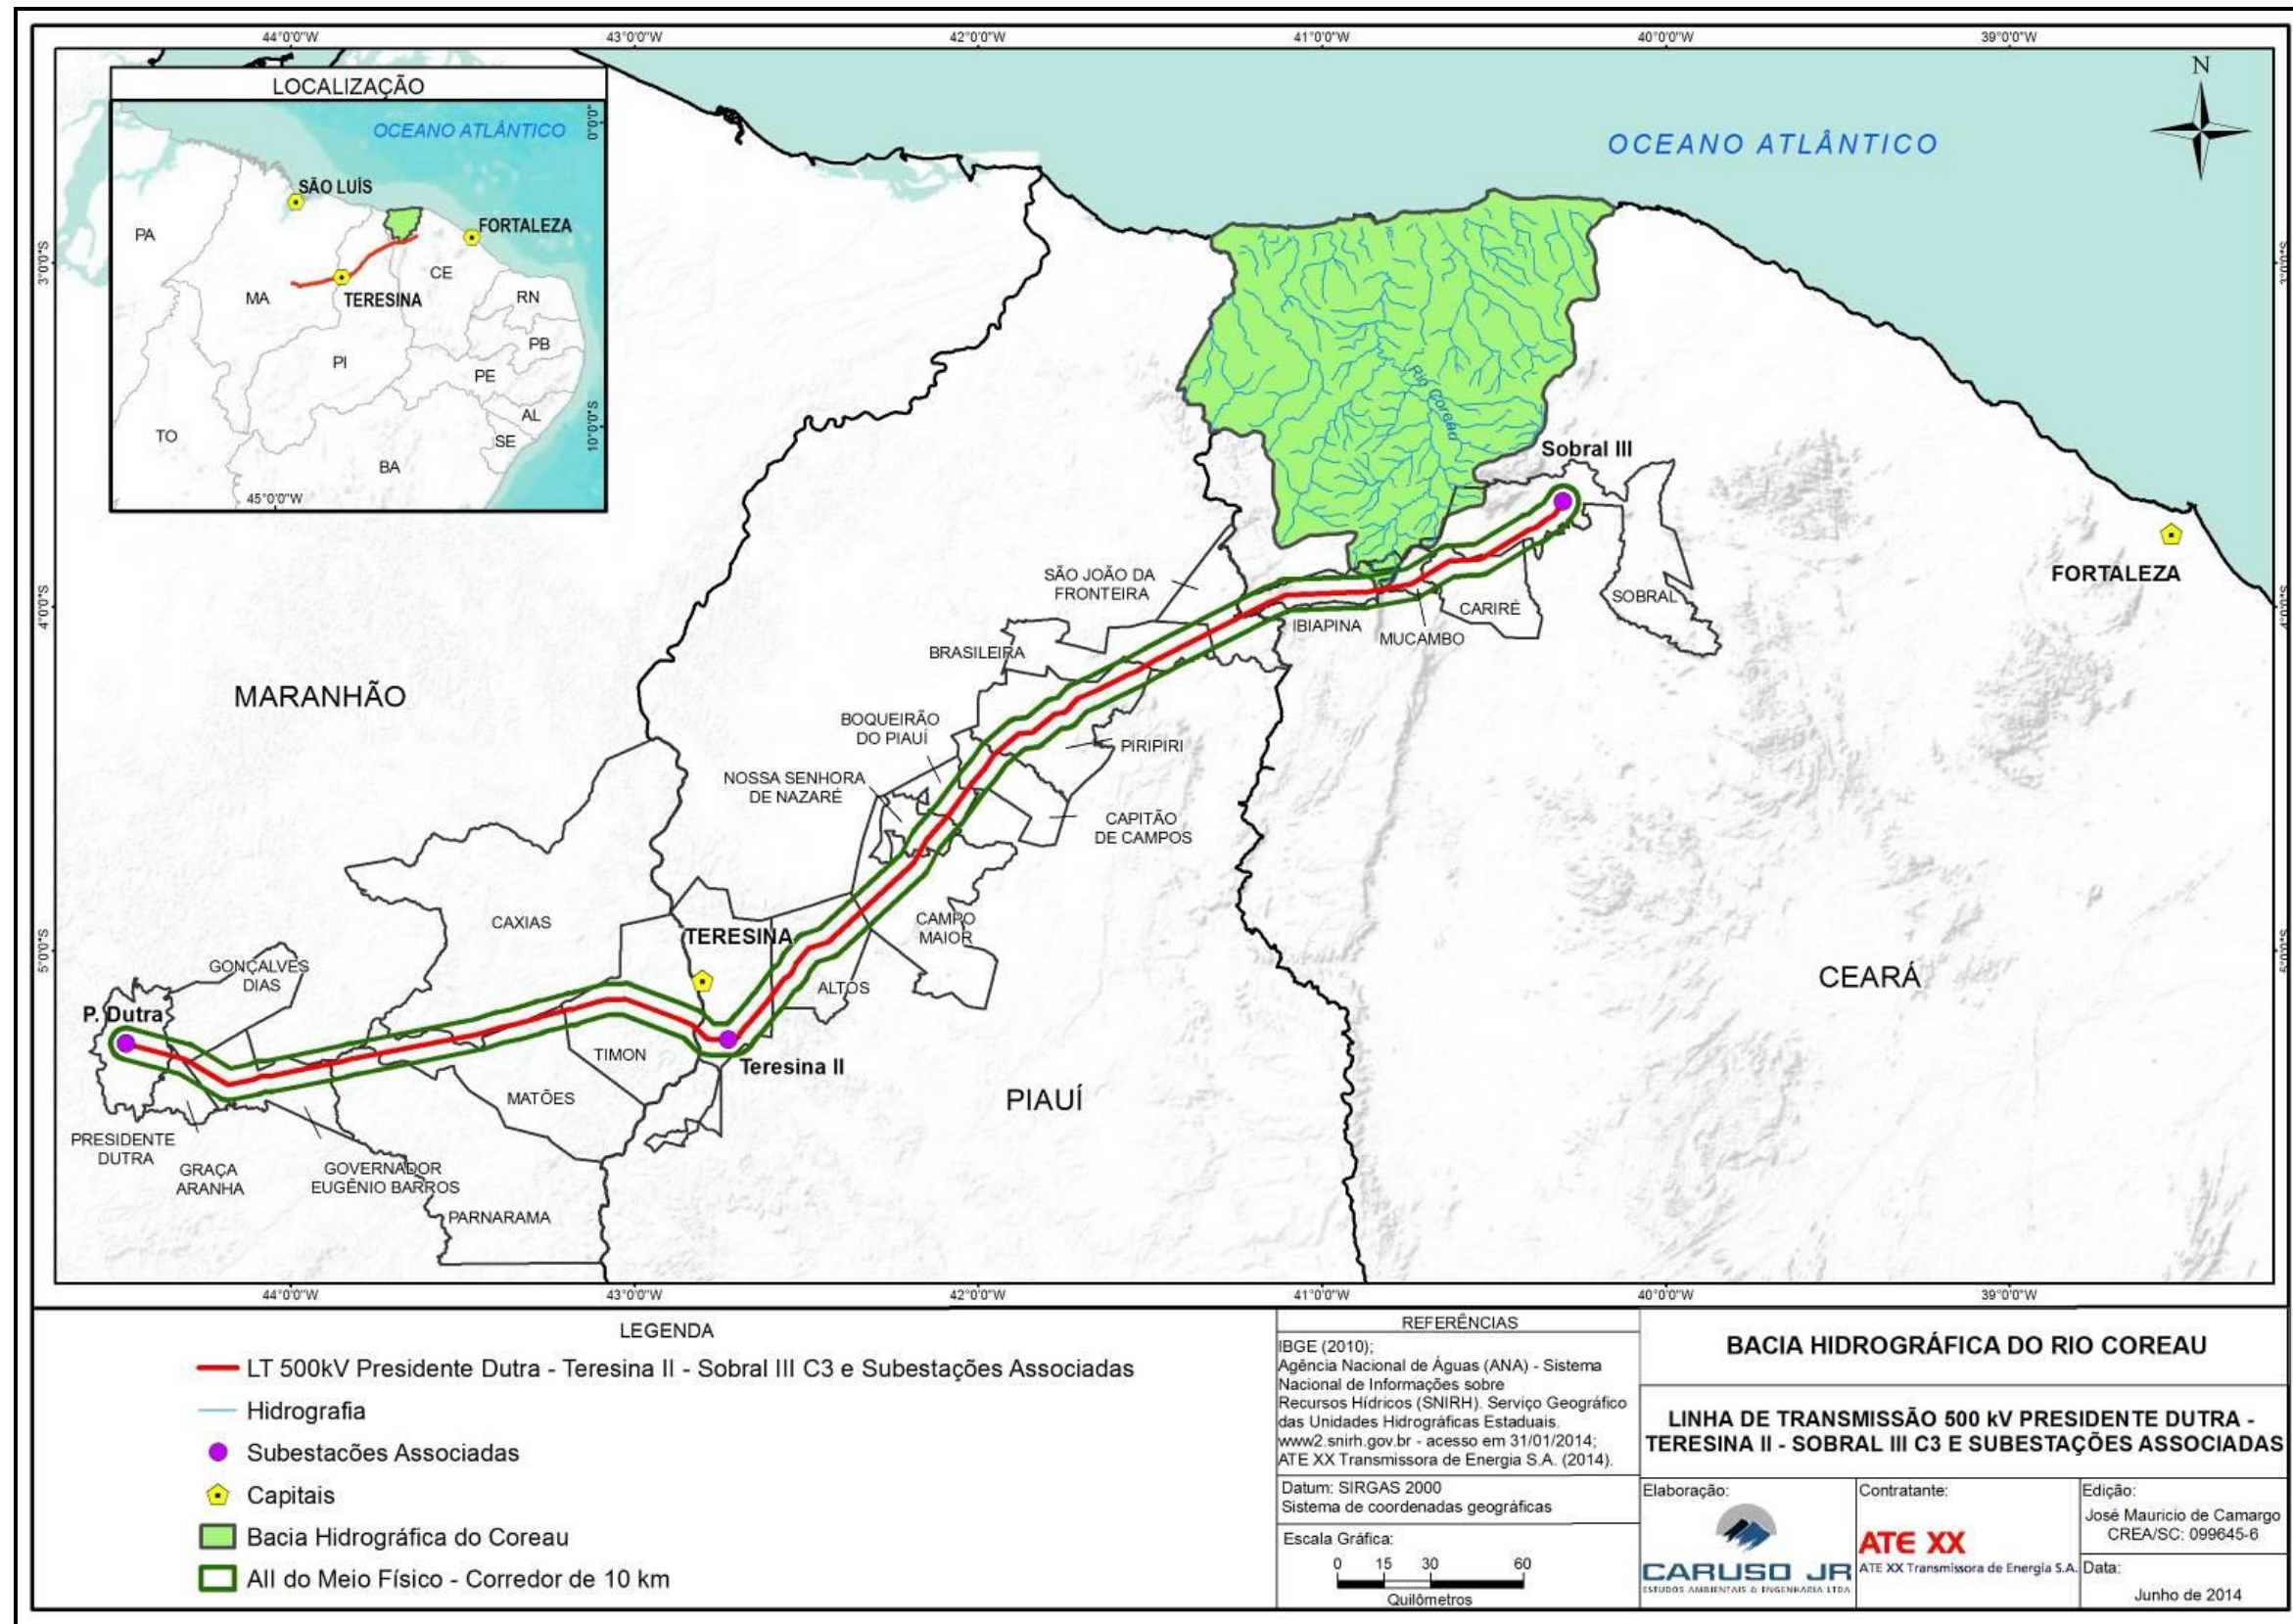 44°0'0"W
43°0'0"W
42°0'0"W
41°0'0"W
40°0'0"W
39°0'0"W
LOCALIZAÇÃO
OCEANO ATLÂNTICO
0°0'0"
SÃO LUÍS
FORTALEZA
PA
CE
MA
TERESINA
RN
PI
PB
PE
AL
TO
SE
BA
10°0'0"S
45°0'0"W
N
OCEANO ATLÂNTICO
3°0'0"S
3°0'0"S
Rio Coreaú
Sobral III
FORTALEZA
SÃO JOÃO DA
FRONTEIRA
4°0'0"S
4°0'0"S
SOBRAL
CARIRÉ
IBIAPINA
MUCAMBO
BRASILEIRA
MARANHÃO
BOQUEIRÃO
DO PIAUÍ
PIRIPIRI
NOSSA SENHORA
DE NAZARÉ
CAPITÃO
DE CAMPOS
CAXIAS
CAMPO
MAIOR
TERESINA
5°0'0"S
5°0'0"S
GONÇALVES
DIAS
ALTOS
CEARÁ
P. Dutra
TIMON
Teresina II
MATÕES
PIAUÍ
PRESIDENTE
DUTRA
GRAÇA
ARANHA
GOVERNADOR
EUGÊNIO BARROS
PARNARAMA
44°0'0"W
43°0'0"W
42°0'0"W
41°0'0"W
40°0'0"W
39°0'0"W
LEGENDA
LT 500kV Presidente Dutra - Teresina II - Sobral III C3 e Subestações Associadas
Hidrografia
Subestacões Associadas
Capitais
Bacia Hidrográfica do Coreau
AII do Meio Físico - Corredor de 10 km
REFERÊNCIAS
IBGE (2010);
Agência Nacional de Águas (ANA) - Sistema
Nacional de Informações sobre
Recursos Hídricos (SNIRH). Serviço Geográfico
das Unidades Hidrográficas Estaduais.
www2.snirh.gov.br - acesso em 31/01/2014;
ATE XX Transmissora de Energia S.A. (2014).
Datum: SIRGAS 2000
Sistema de coordenadas geográficas
Escala Gráfica:
0 15 30 60
Quilômetros
BACIA HIDROGRÁFICA DO RIO COREAU
LINHA DE TRANSMISSÃO 500 kV PRESIDENTE DUTRA -
TERESINA II - SOBRAL III C3 E SUBESTAÇÕES ASSOCIADAS
Elaboração:
CARUSO JR
ESTUDOS AMBIENTAIS & ENGENHARIA LTDA
Contratante:
ATE XX
ATE XX Transmissora de Energia S.A.
Edição:
José Mauricio de Camargo
CREA/SC: 099645-6
Data:
Junho de 2014